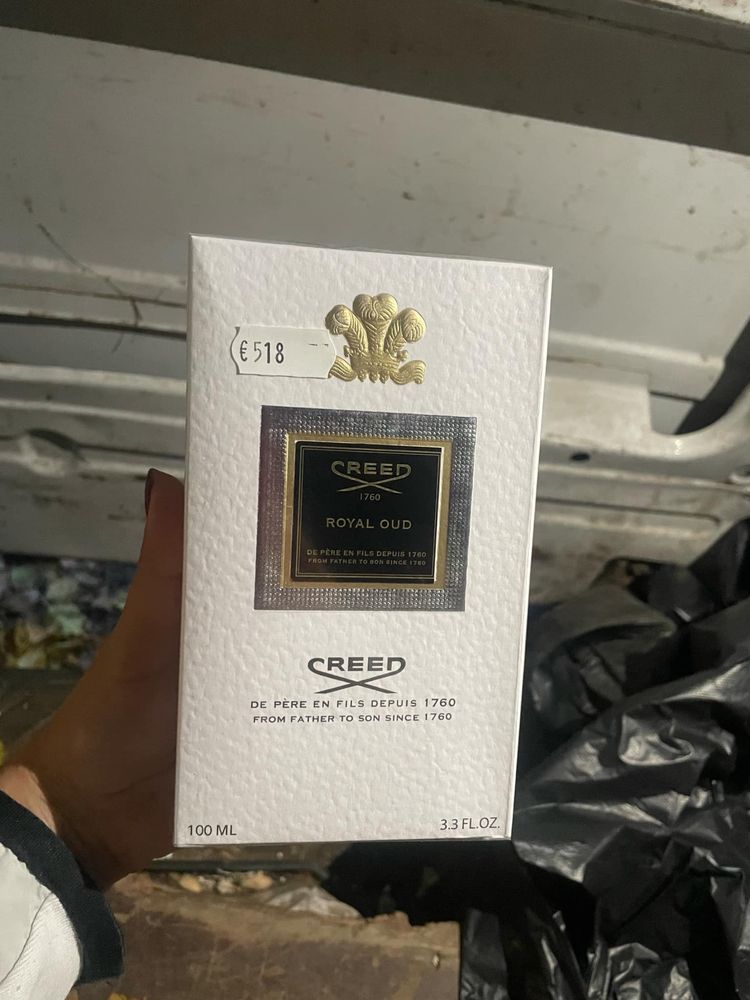 €518
CREED
1760
ROYAL OUD
DE PÈRE EN FILS DEPUIS 1760
FROM FATHER TO SON SINCE 1760
CREED
DE PÈRE EN FILS DEPUIS 1760
FROM FATHER TO SON SINCE 1760
100 ML
3.3 FL.OZ.